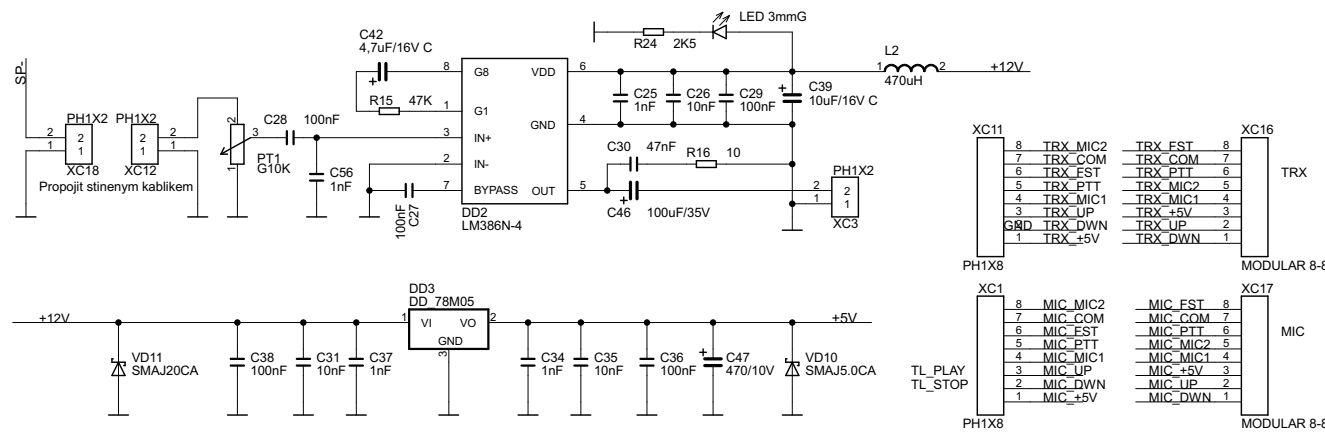 LED 3mmG
R24 2K5
C42
4,7uF/16V C
R15 47K
8 G8 VDD 6
1 G1
GND 4
3 IN+
2 IN-
7 BYPASS OUT 5
DD2
LM386N-4
L2
1 2
470uH
+12V
C25
1nF
C26
10nF
C29
100nF
C39
10uF/16V C
SP-
PH1X2
2 2
1 1
XC18
PH1X2
2 2
1 1
XC12
Propojit stinenym kablikem
2
3
1
PT1
G10K
C28 100nF
C56
1nF
100nF
C27
C30 47nF
R16 10
C46 100uF/35V
PH1X2
2 2
1 1
XC3
XC11
8 TRX_MIC2
7 TRX_COM
6 TRX_FST
5 TRX_PTT
4 TRX_MIC1
3 TRX_UP
GND 2 TRX_DWN
1 TRX_+5V
PH1X8
XC16
TRX_FST 8
TRX_COM 7
TRX_PTT 6
TRX_MIC2 5
TRX_MIC1 4
TRX_+5V 3
TRX_UP 2
TRX_DWN 1
TRX
MODULAR 8-8
+12V
VD11
SMAJ20CA
C38
100nF
C31
10nF
C37
1nF
DD3
DD_78M05
1 VI VO 2
GND
3
C34
1nF
C35
10nF
C36
100nF
C47
470/10V
+5V
VD10
SMAJ5.0CA
XC1
8 MIC_MIC2
7 MIC_COM
6 MIC_FST
5 MIC_PTT
4 MIC_MIC1
TL_PLAY 3 MIC_UP
TL_STOP 2 MIC_DWN
1 MIC_+5V
PH1X8
XC17
MIC_FST 8
MIC_COM 7
MIC_PTT 6
MIC_MIC2 5
MIC_MIC1 4
MIC_+5V 3
MIC_UP 2
MIC_DWN 1
MIC
MODULAR 8-8